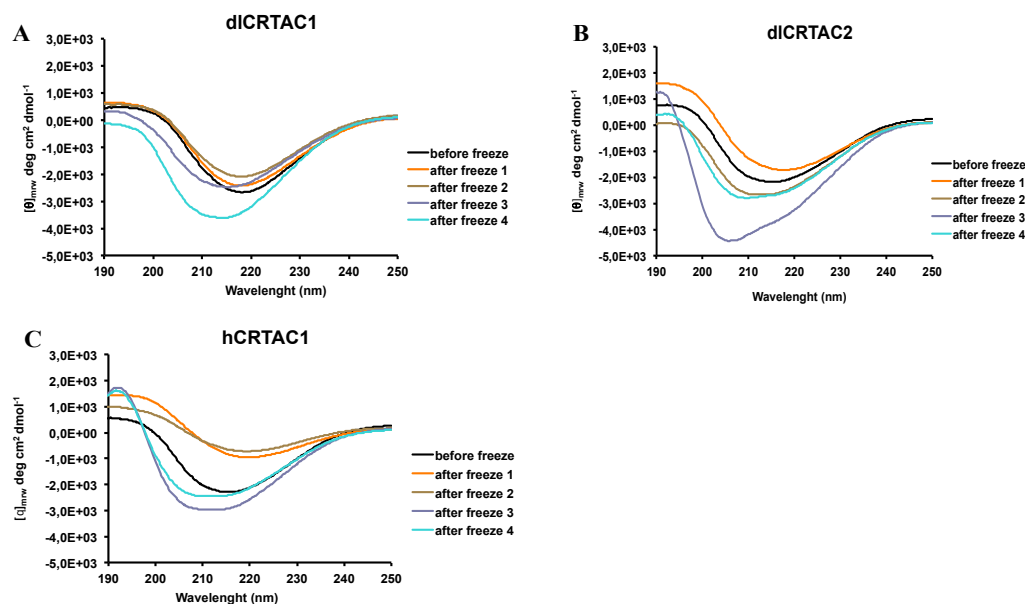 A
dlCRTAC1
3,0E+03
2,0E+03
1,0E+03
0,0E+03
-1,0E+03
-2,0E+03
-3,0E+03
-4,0E+03
-5,0E+03
[θ]mrw deg cm2 dmol-1
190 200 210 220 230 240 250
Wavelenght (nm)
before freeze
after freeze 1
after freeze 2
after freeze 3
after freeze 4
B
dlCRTAC2
3,0E+03
2,0E+03
1,0E+03
0,0E+03
-1,0E+03
-2,0E+03
-3,0E+03
-4,0E+03
-5,0E+03
[θ]mrw deg cm2 dmol-1
190 200 210 220 230 240 250
Wavelenght (nm)
before freeze
after freeze 1
after freeze 2
after freeze 3
after freeze 4
C
hCRTAC1
3,0E+03
2,0E+03
1,0E+03
0,0E+03
-1,0E+03
-2,0E+03
-3,0E+03
-4,0E+03
-5,0E+03
[q]mrw deg cm2 dmol-1
190 200 210 220 230 240 250
Wavelenght (nm)
before freeze
after freeze 1
after freeze 2
after freeze 3
after freeze 4